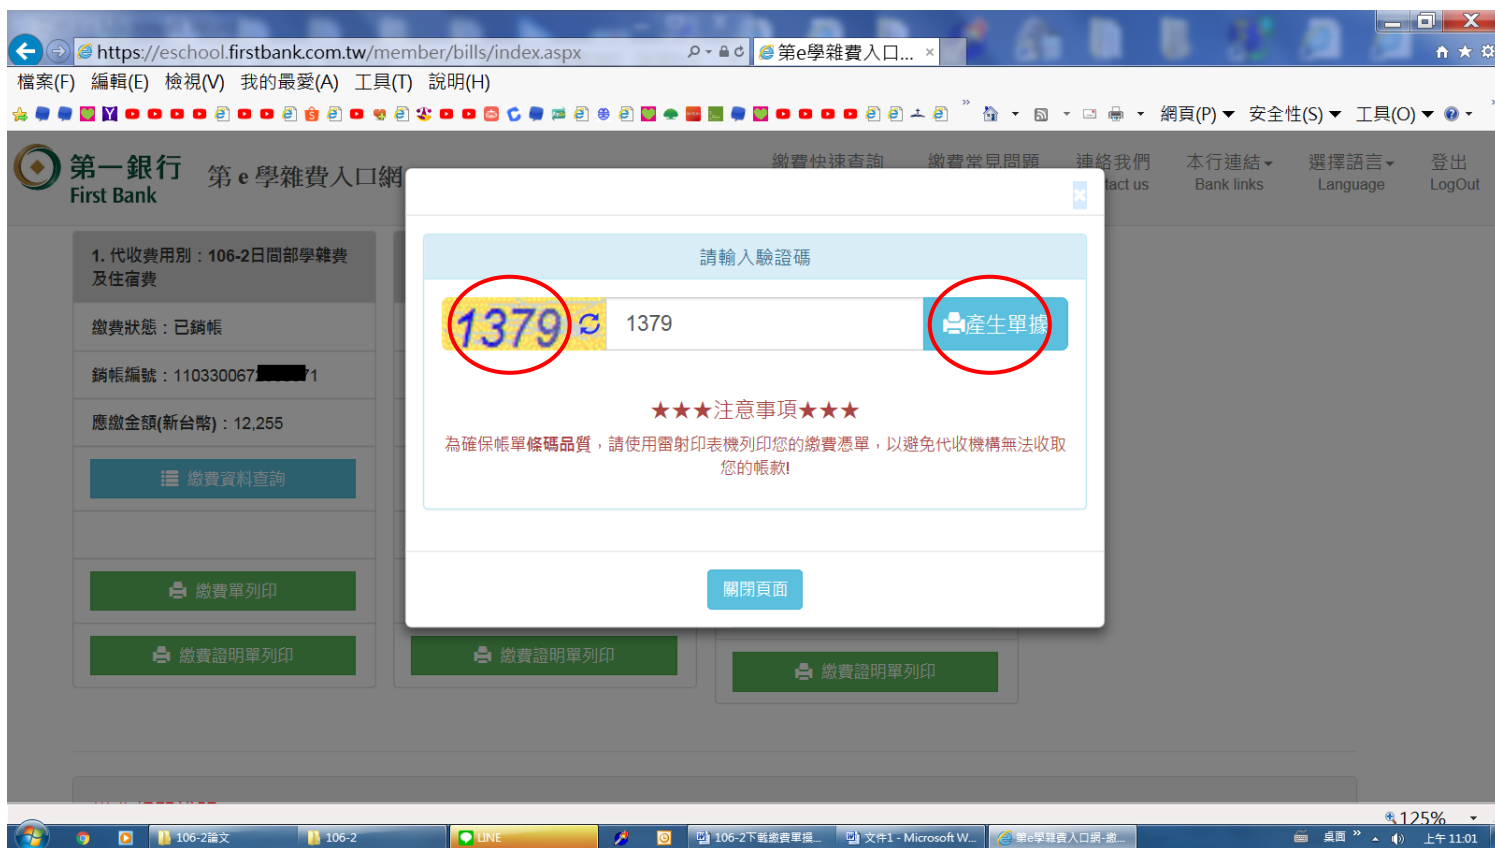 https://eschool.firstbank.com.tw/member/bills/index.aspx
第e學雜費入口...
檔案(F) 編輯(E) 檢視(V) 我的最愛(A) 工具(T) 說明(H)
網頁(P) 安全性(S) 工具(O)
第一銀行 First Bank
第 e 學雜費入口網
繳費快速查詢 繳費常見問題 連絡我們 本行連結 選擇語言 登出
tact us Bank links Language LogOut
1. 代收費用別：106-2日間部學雜費
及住宿費
繳費狀態：已銷帳
銷帳編號：110330067 71
應繳金額(新台幣)：12,255
繳費資料查詢
繳費單列印
繳費證明單列印
繳費證明單列印
繳費證明單列印
請輸入驗證碼
1379
1379
產生單據
★★★注意事項★★★
為確保帳單條碼品質，請使用雷射印表機列印您的繳費憑單，以避免代收機構無法收取
您的帳款!
關閉頁面
125%
106-2論文
106-2
LINE
106-2下載繳費單操...
文件1 - Microsoft W...
第e學雜費入口網-繳...
桌面
上午 11:01